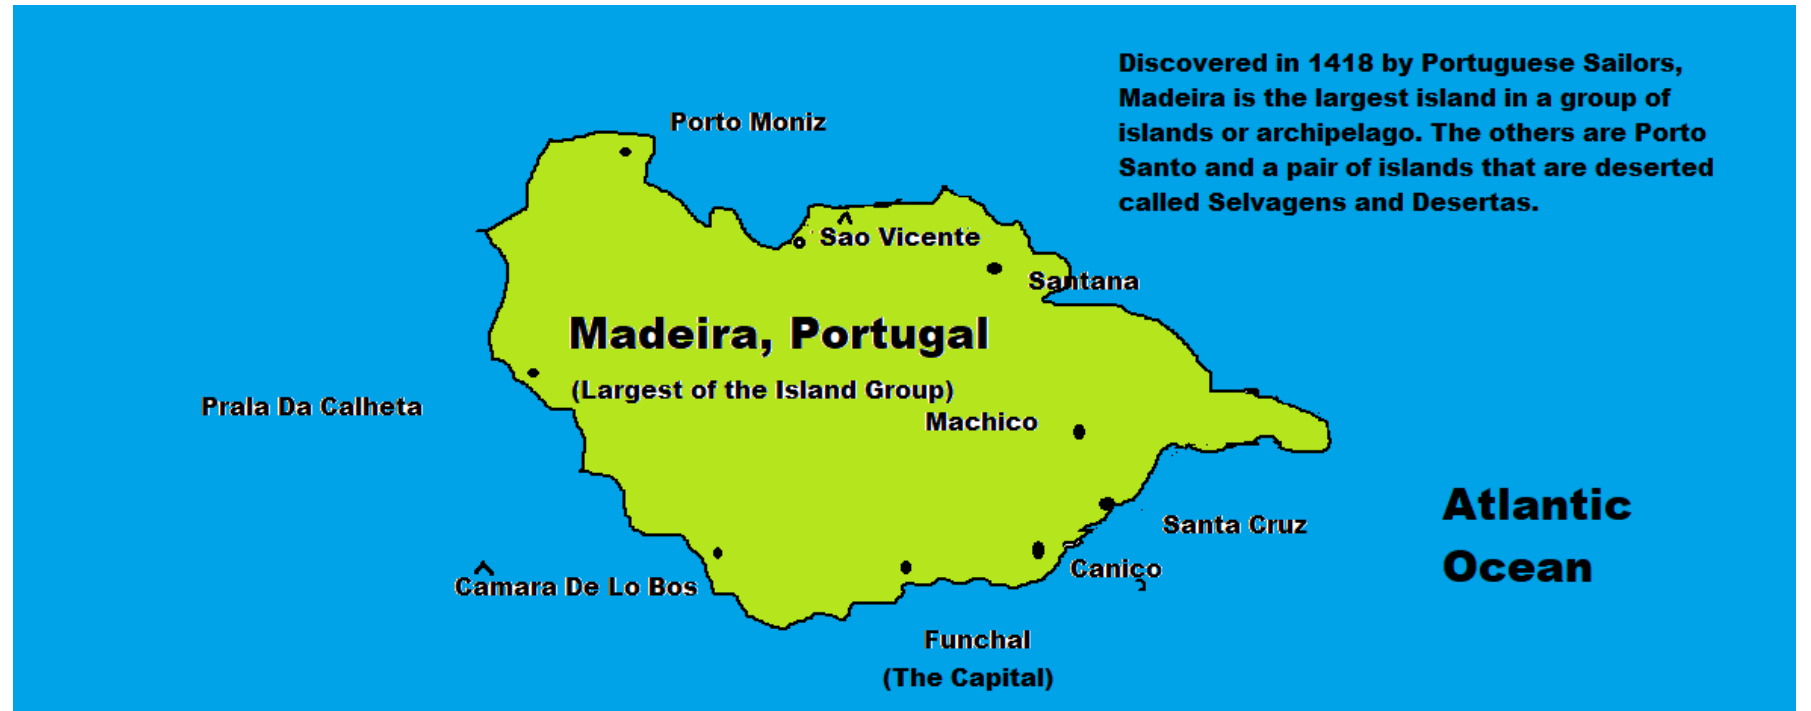 Discovered in 1418 by Portuguese Sailors,
Madeira is the largest island in a group of
islands or archipelago. The others are Porto
Santo and a pair of islands that are deserted
called Selvagens and Desertas.
Porto Moniz
Sao Vicente
Santana
Madeira, Portugal
(Largest of the Island Group)
Prala Da Calheta
Machico
Atlantic
Ocean
Santa Cruz
Caniço
Câmara De Lo Bos
Funchal
(The Capital)